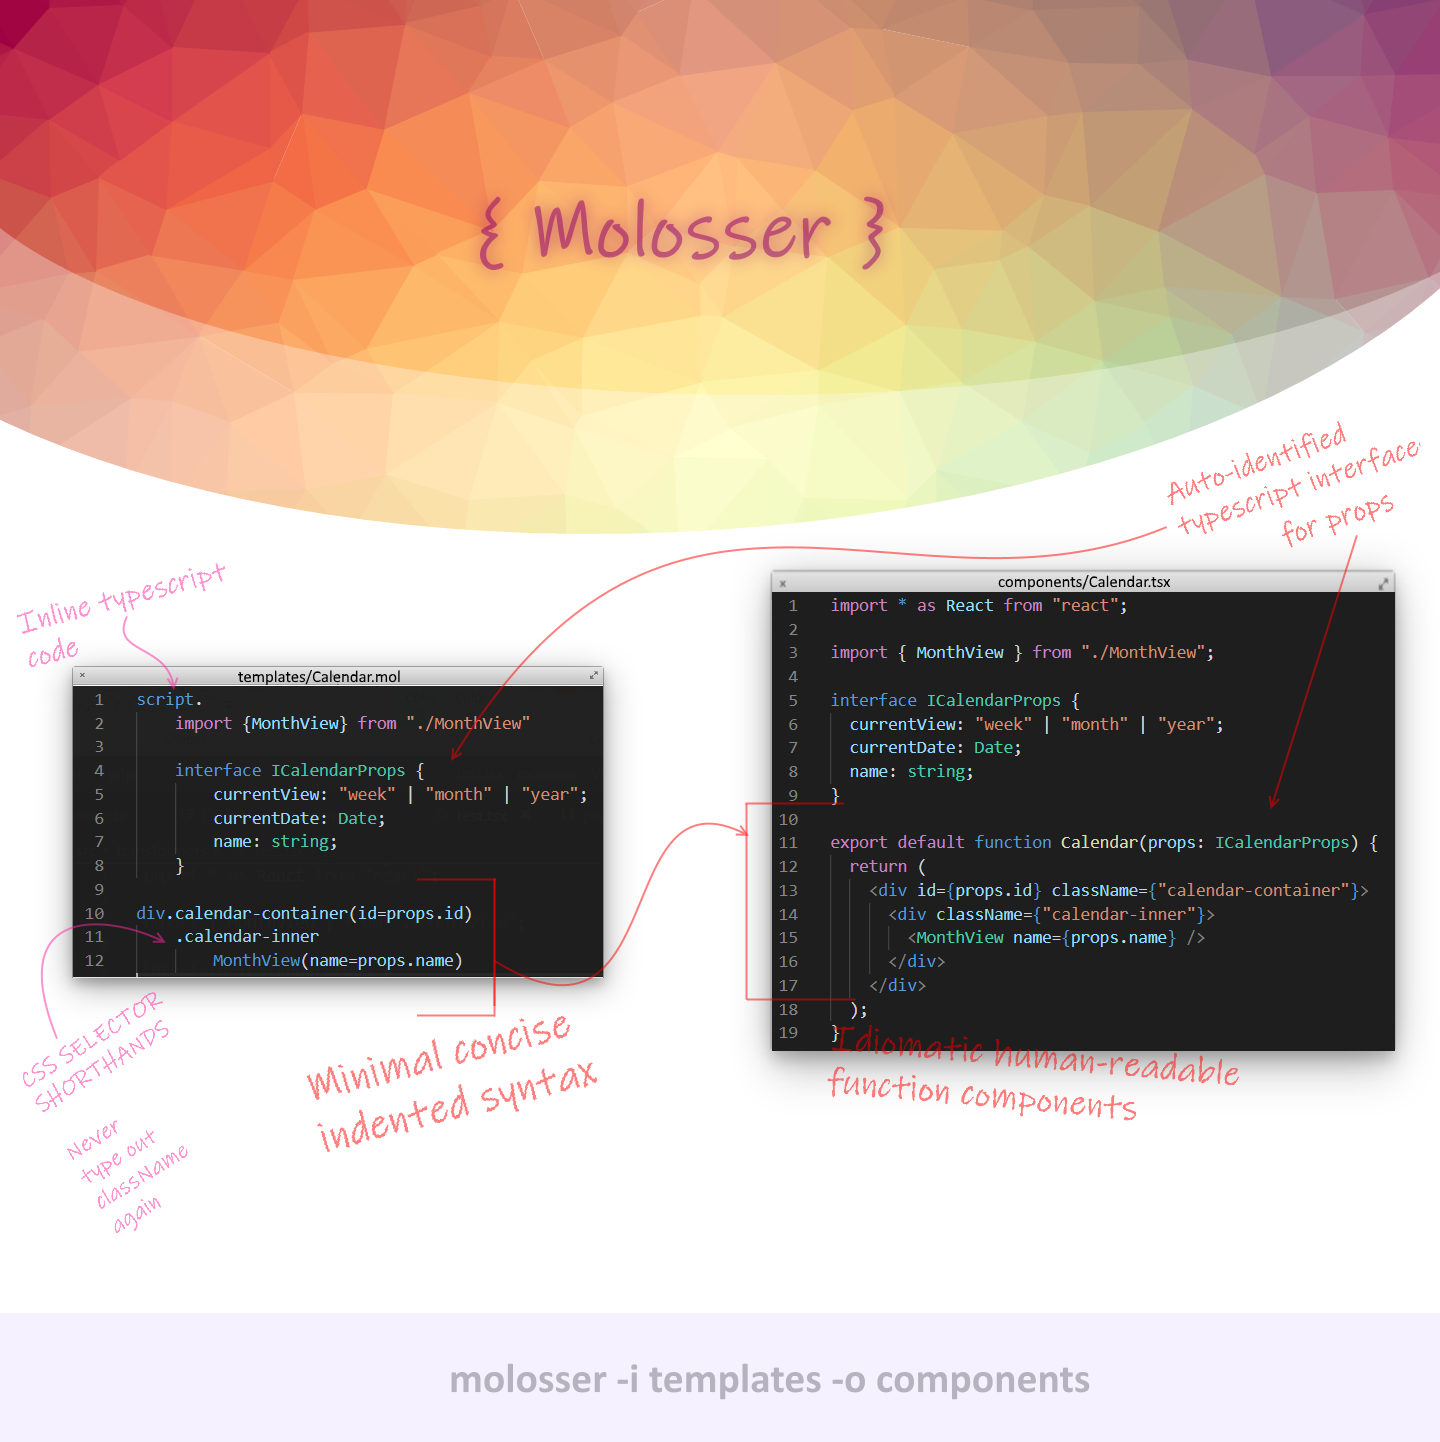 { Molosser }
Auto-identified
typescript interface
for props
Inline typescript
code
templates/Calendar.mol
1 script.
2 import {MonthView} from "./MonthView"
3
4 interface ICalendarProps {
5 currentView: "week" | "month" | "year";
6 currentDate: Date;
7 name: string;
8 }
9
10 div.calendar-container(id=props.id)
11 .calendar-inner
12 MonthView(name=props.name)
CSS SELECTOR
SHORTHANDS
Never
type out
className
again
Minimal concise
indented syntax
components/Calendar.tsx
1 import * as React from "react";
2
3 import { MonthView } from "./MonthView";
4
5 interface ICalendarProps {
6 currentView: "week" | "month" | "year";
7 currentDate: Date;
8 name: string;
9 }
10
11 export default function Calendar(props: ICalendarProps) {
12 return (
13 <div id={props.id} className={"calendar-container"}>
14 <div className={"calendar-inner"}>
15 <MonthView name={props.name} />
16 </div>
17 </div>
18 );
19 }
Idiomatic human-readable
function components
molosser -i templates -o components